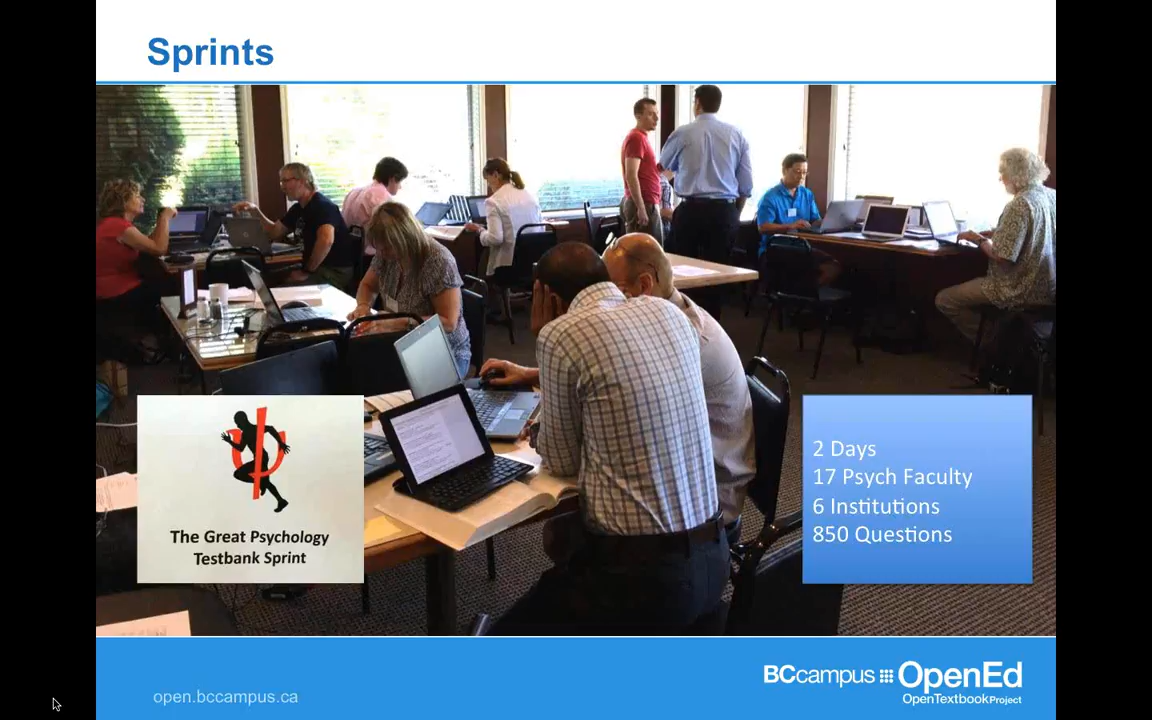 Sprints
The Great Psychology
Testbank Sprint
2 Days
17 Psych Faculty
6 Institutions
850 Questions
open.bccampus.ca
BCcampus OpenEd
OpenTextbookProject